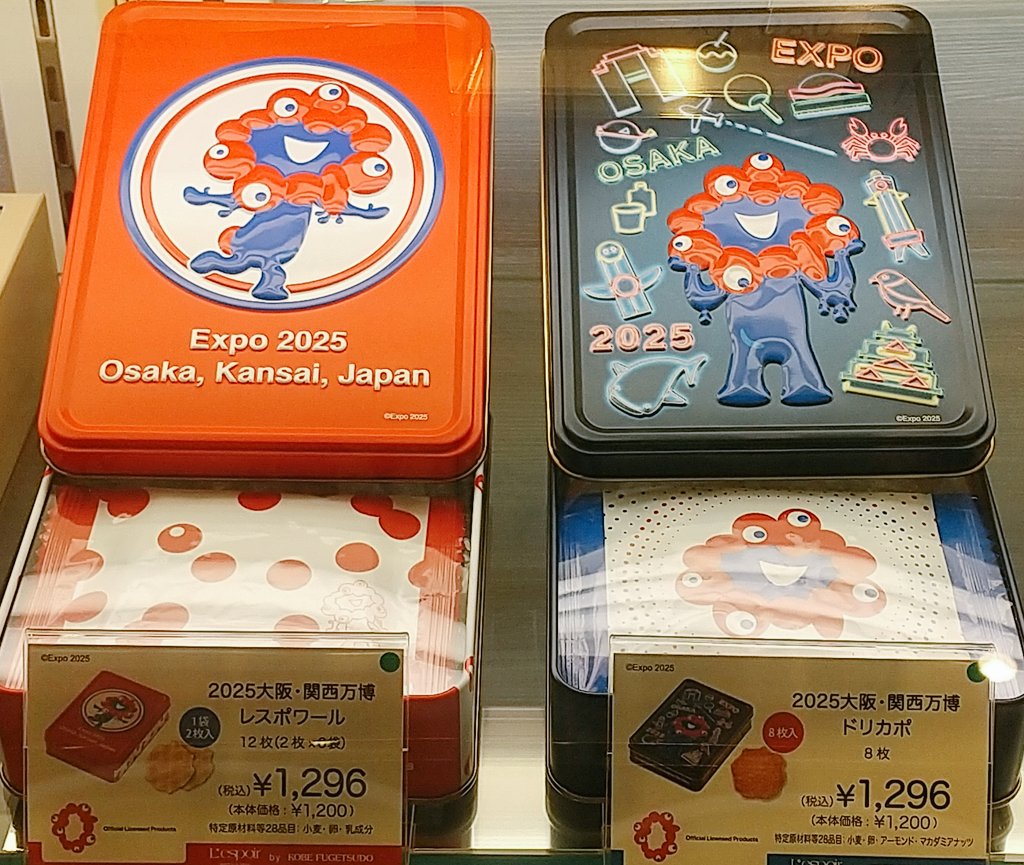 Expo 2025
Osaka, Kansai, Japan
©Expo 2025
EXPO
OSAKA
2025
©Expo 2025
©Expo 2025
2025大阪・関西万博
レスポワール
1袋
2枚入
12枚(2枚×6袋)
(税込)¥1,296
(本体価格:¥1,200)
特定原材料等28品目:小麦・卵・乳成分
Official Licensed Products
L'espoir by KOBE FUGETSUDO
©Expo 2025
2025大阪・関西万博
ドリカポ
8枚入
8枚
(税込)¥1,296
(本体価格:¥1,200)
特定原材料等28品目:小麦・卵・アーモンド・マカダミアナッツ
Official Licensed Products
L'espoir